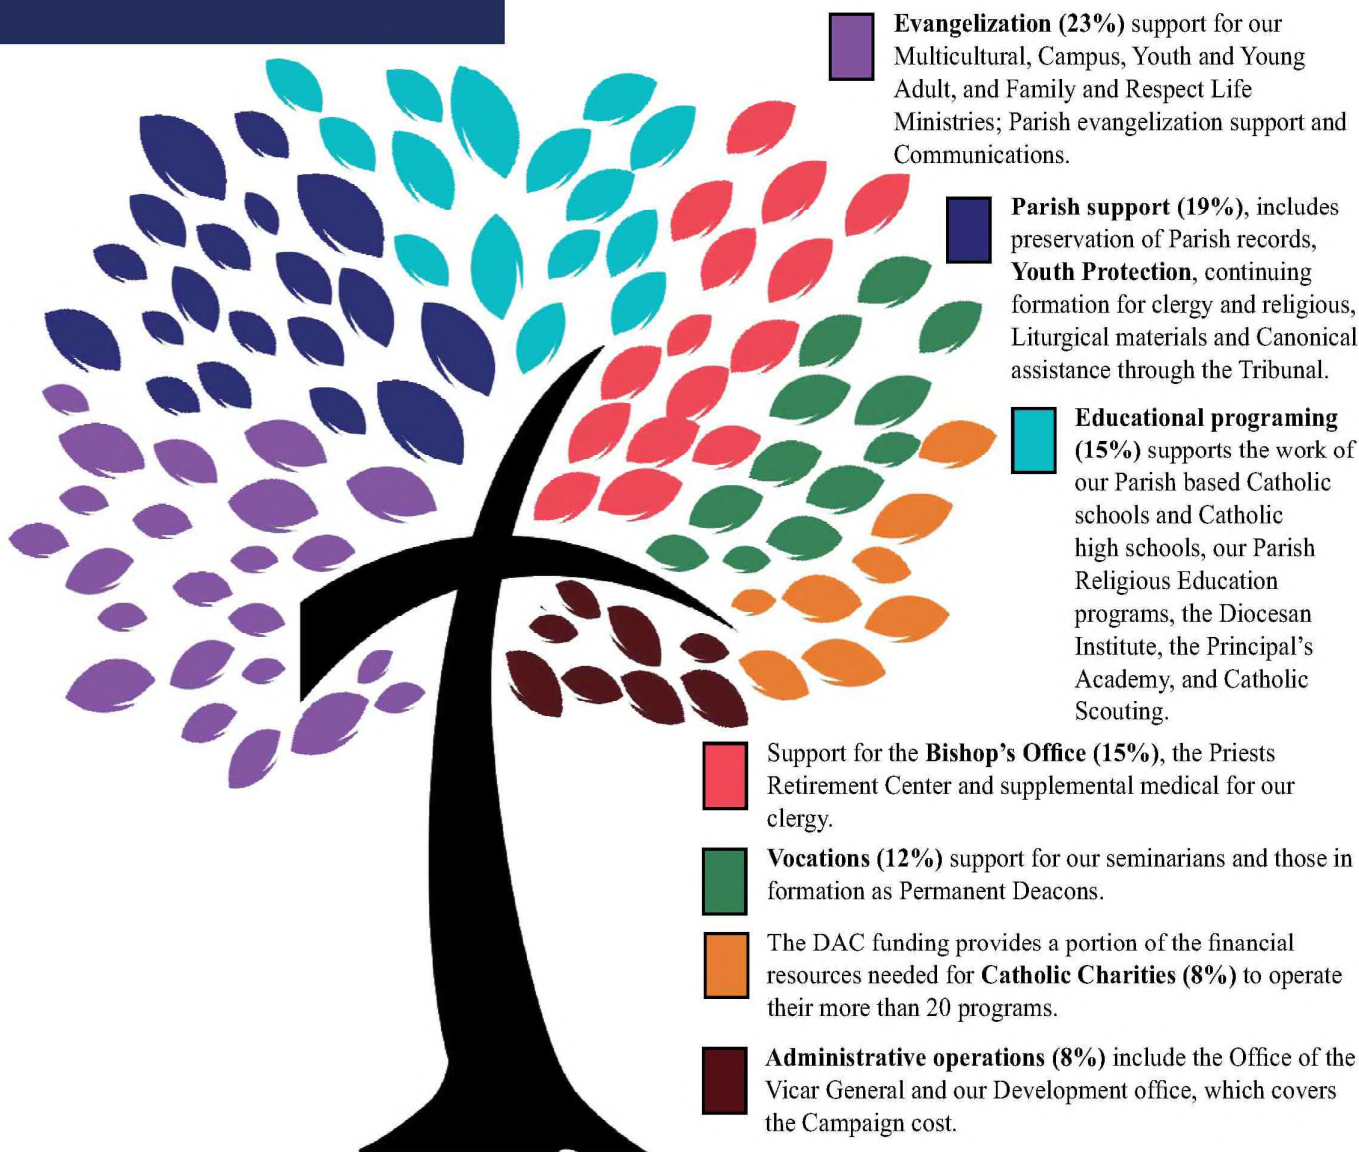 Evangelization (23%) support for our
Multicultural, Campus, Youth and Young
Adult, and Family and Respect Life
Ministries; Parish evangelization support and
Communications.
Parish support (19%), includes
preservation of Parish records,
Youth Protection, continuing
formation for clergy and religious,
Liturgical materials and Canonical
assistance through the Tribunal.
Educational programing
(15%) supports the work of
our Parish based Catholic
schools and Catholic
high schools, our Parish
Religious Education
programs, the Diocesan
Institute, the Principal’s
Academy, and Catholic
Scouting.
Support for the Bishop’s Office (15%), the Priests
Retirement Center and supplemental medical for our
clergy.
Vocations (12%) support for our seminarians and those in
formation as Permanent Deacons.
The DAC funding provides a portion of the financial
resources needed for Catholic Charities (8%) to operate
their more than 20 programs.
Administrative operations (8%) include the Office of the
Vicar General and our Development office, which covers
the Campaign cost.